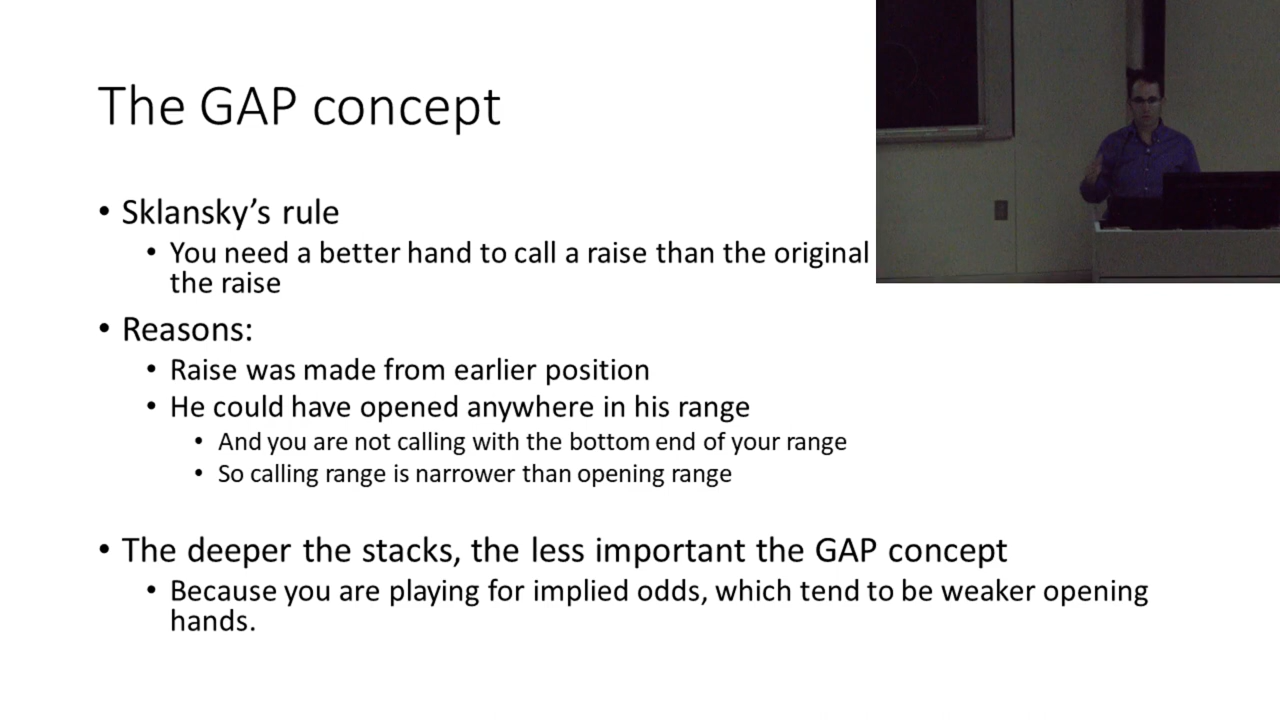 The GAP concept
• Sklansky’s rule
• You need a better hand to call a raise than the original
the raise
• Reasons:
• Raise was made from earlier position
• He could have opened anywhere in his range
• And you are not calling with the bottom end of your range
• So calling range is narrower than opening range
• The deeper the stacks, the less important the GAP concept
• Because you are playing for implied odds, which tend to be weaker opening
hands.